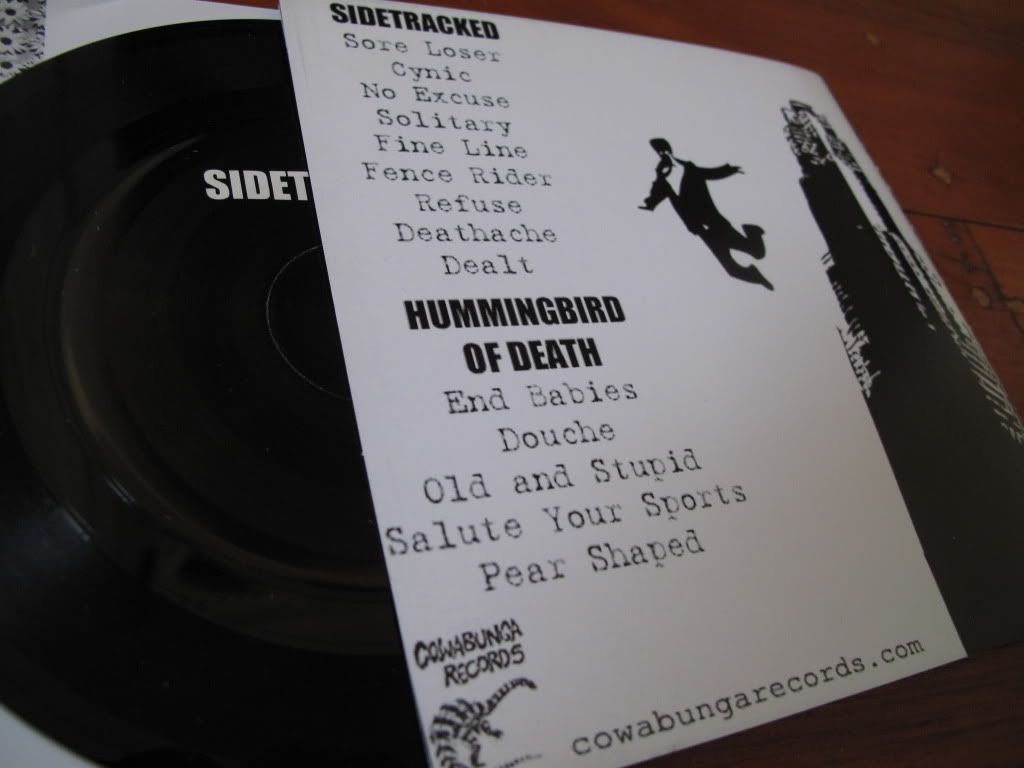 SIDETRACKED
Sore Loser
Cynic
No Excuse
Solitary
Fine Line
Fence Rider
Refuse
Deathache
Dealt
HUMMINGBIRD
OF DEATH
End Babies
Douche
Old and Stupid
Salute Your Sports
Pear Shaped
COWABUNGA
RECORDS
cowabungarecords.com
SIDET